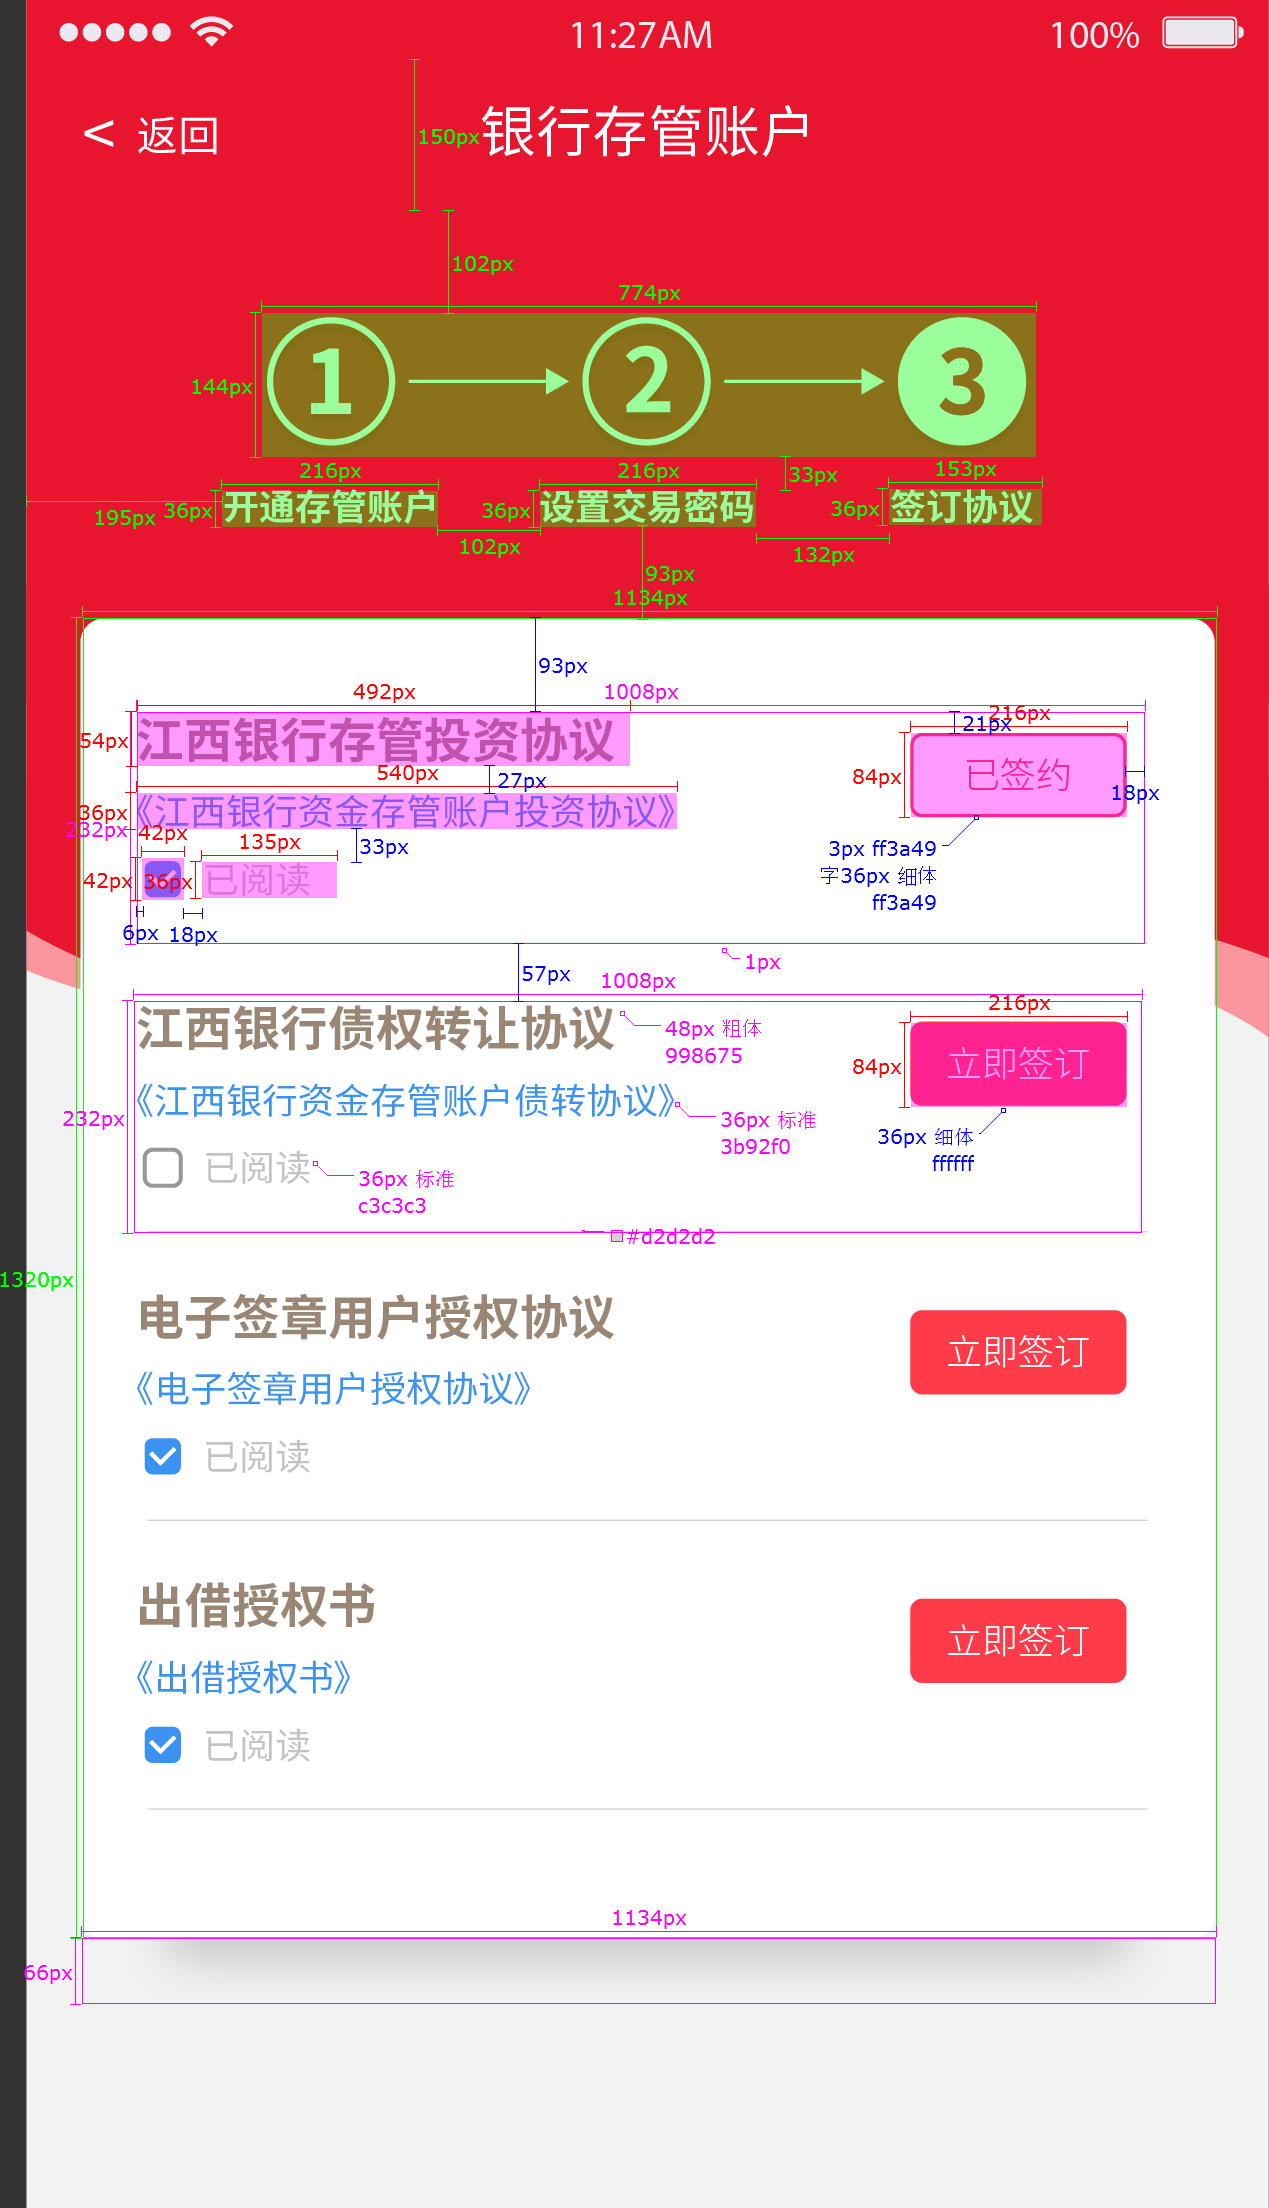 11:27AM
100%
< 返回
150px
银行存管账户
102px
774px
144px
1
2
3
216px
216px
33px
153px
195px
36px
开通存管账户
36px
设置交易密码
36px
签订协议
102px
132px
93px
1134px
93px
492px
1008px
216px
21px
54px
江西银行存管投资协议
已签约
84px
18px
540px
27px
36px
《江西银行资金存管账户投资协议》
232px
42px
135px
33px
42px
36px
已阅读
3px ff3a49
字36px 细体
ff3a49
6px
18px
57px
1px
1008px
216px
江西银行债权转让协议
48px 粗体
998675
84px
立即签订
《江西银行资金存管账户债转协议》
232px
36px 标准
3b92f0
36px 细体
ffffff
已阅读
36px 标准
c3c3c3
#d2d2d2
1320px
电子签章用户授权协议
立即签订
《电子签章用户授权协议》
已阅读
出借授权书
立即签订
《出借授权书》
已阅读
1134px
66px